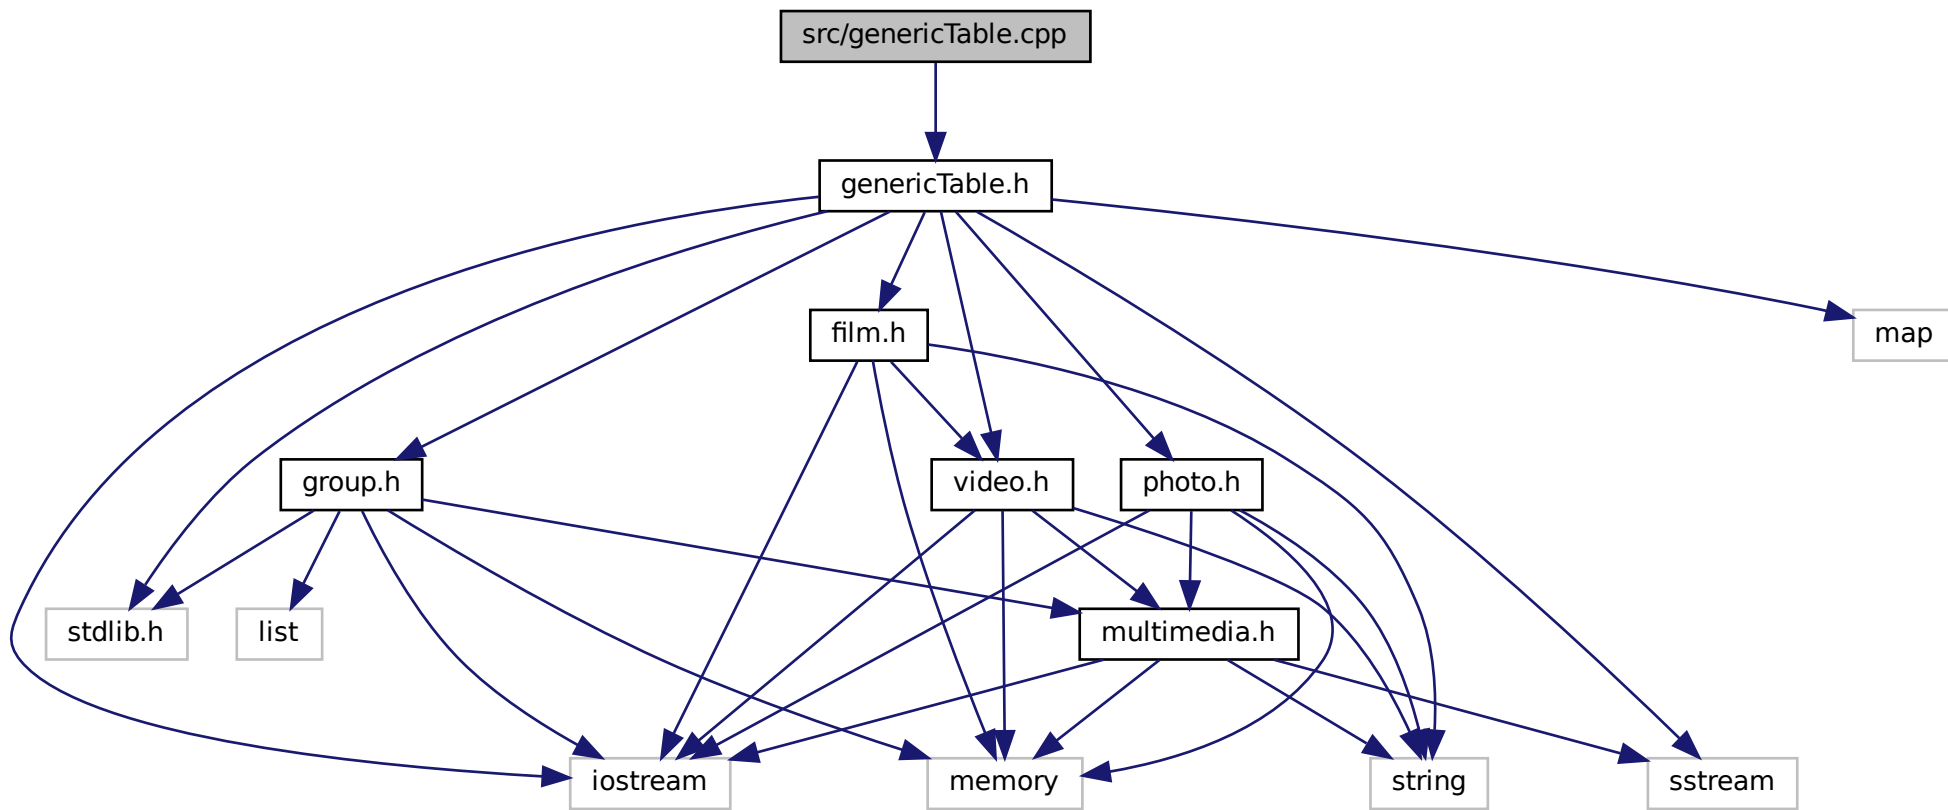 src/genericTable.cpp
genericTable.h
film.h
map
group.h
video.h
photo.h
stdlib.h
list
multimedia.h
iostream
memory
string
sstream